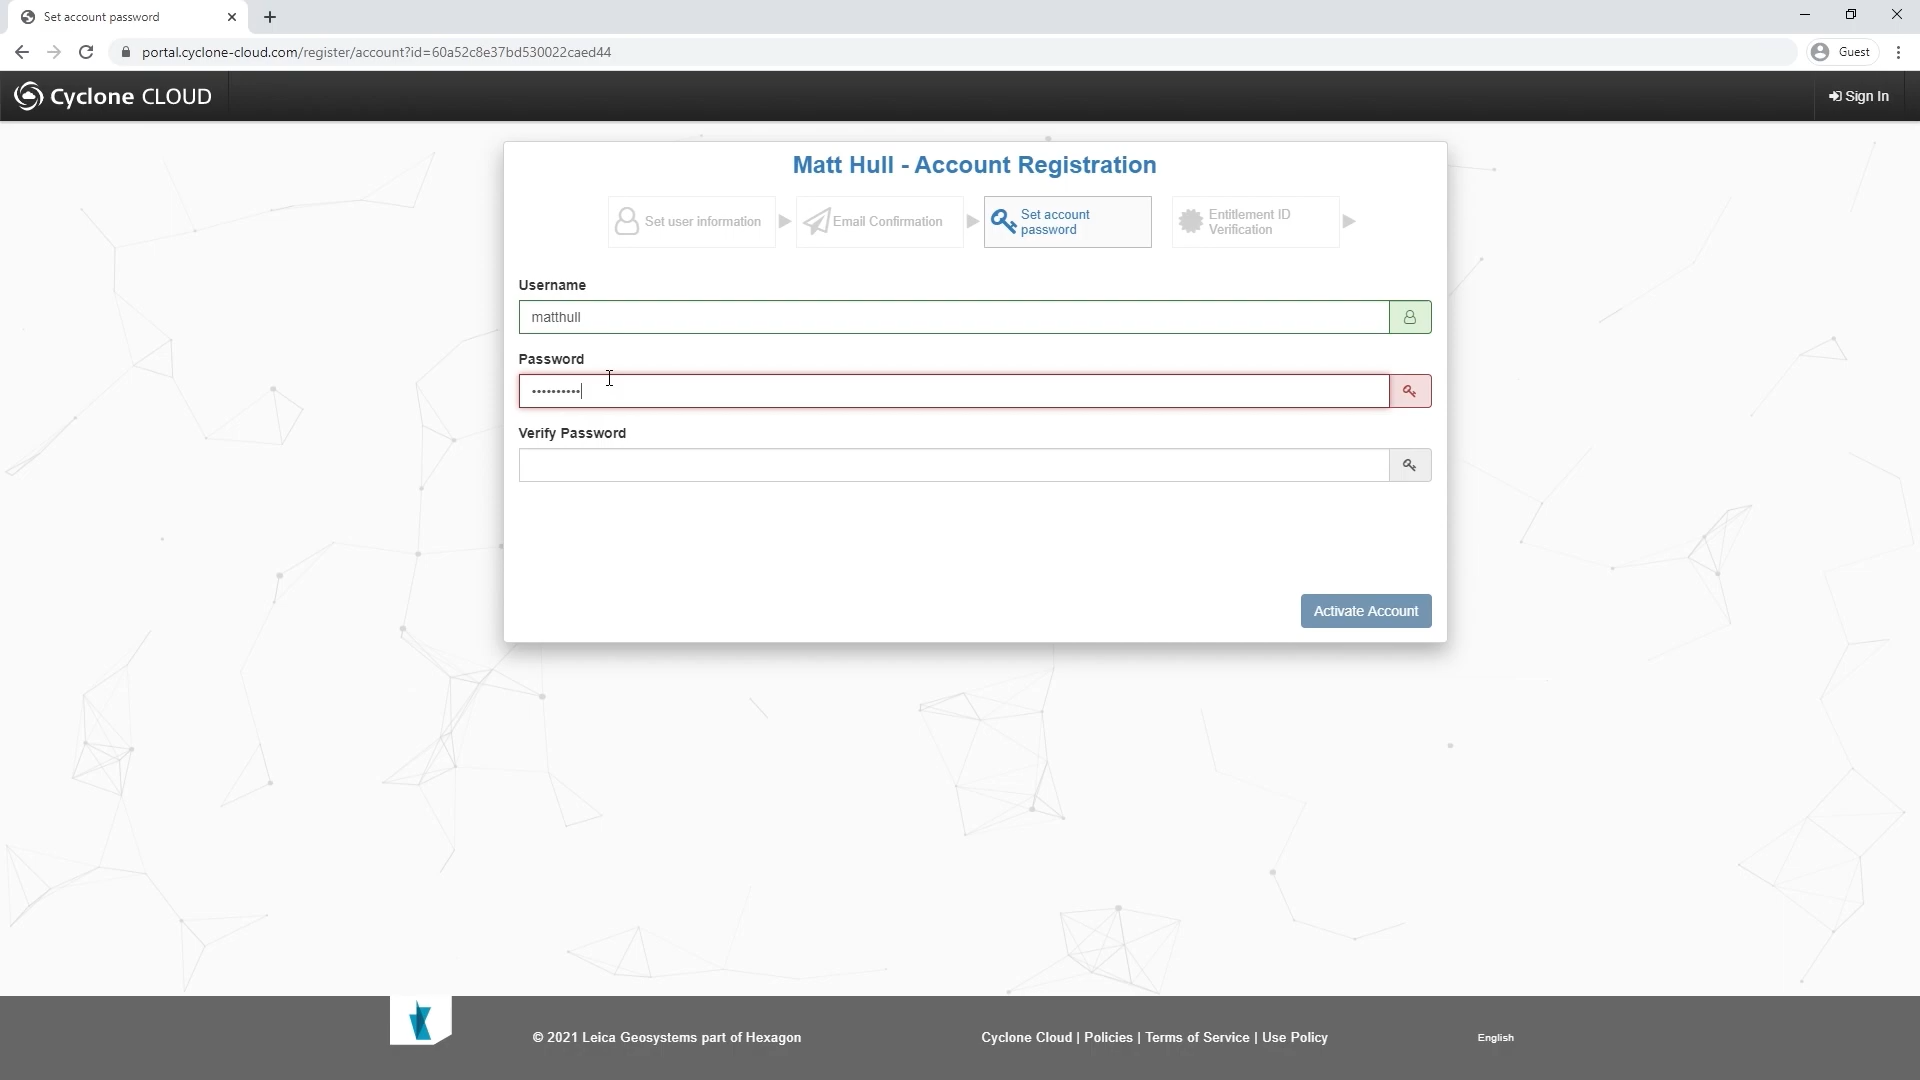 Set account password
portal.cyclone-cloud.com/register/account?id=60a52c8e37bd530022caed44
Guest
Cyclone CLOUD
Sign In
Matt Hull - Account Registration
Set user information
Email Confirmation
Set account
password
Entitlement ID
Verification
Username
matthull
Password
••••••••••
Verify Password
Activate Account
© 2021 Leica Geosystems part of Hexagon
Cyclone Cloud | Policies | Terms of Service | Use Policy
English